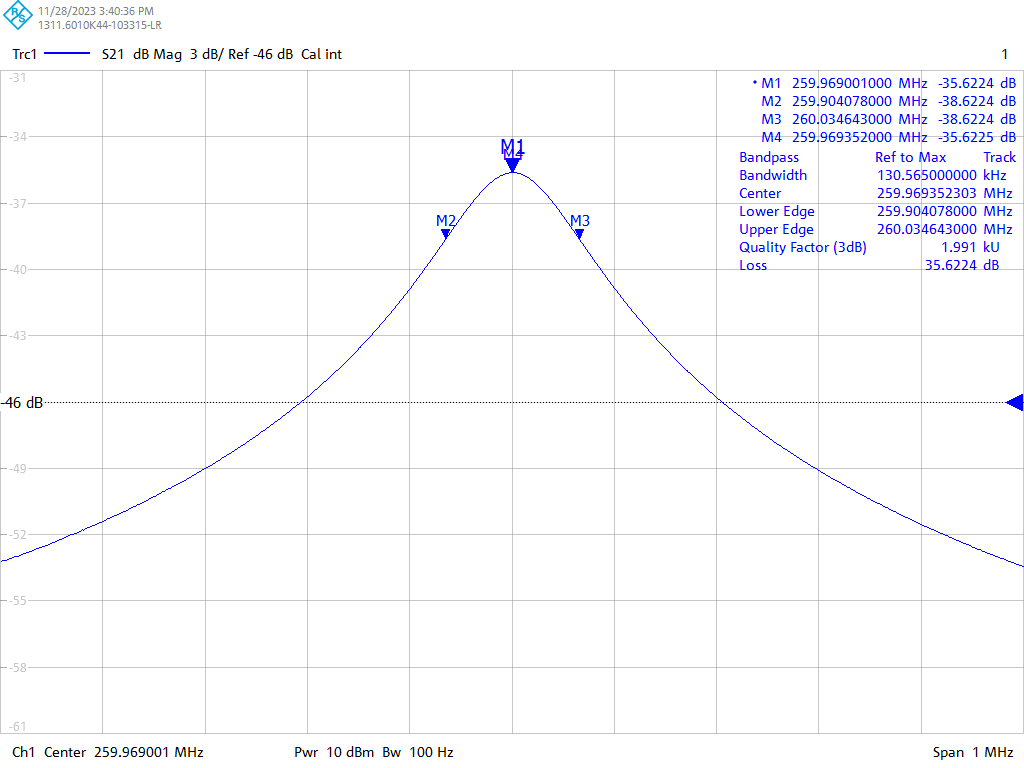 R&S
11/28/2023 3:40:36 PM
1311.6010K44-103315-LR
Trc1 S21 dB Mag 3 dB/ Ref -46 dB Cal int 1
-31
• M1 259.969001000 MHz -35.6224 dB
M2 259.904078000 MHz -38.6224 dB
M3 260.034643000 MHz -38.6224 dB
M4 259.969352000 MHz -35.6225 dB
Bandpass Ref to Max Track
Bandwidth 130.565000000 kHz
Center 259.969352303 MHz
Lower Edge 259.904078000 MHz
Upper Edge 260.034643000 MHz
Quality Factor (3dB) 1.991 kU
Loss 35.6224 dB
-34
M1
M4
-37
M2 M3
-40
-43
-46 dB
-49
-52
-55
-58
-61
Ch1 Center 259.969001 MHz Pwr 10 dBm Bw 100 Hz Span 1 MHz